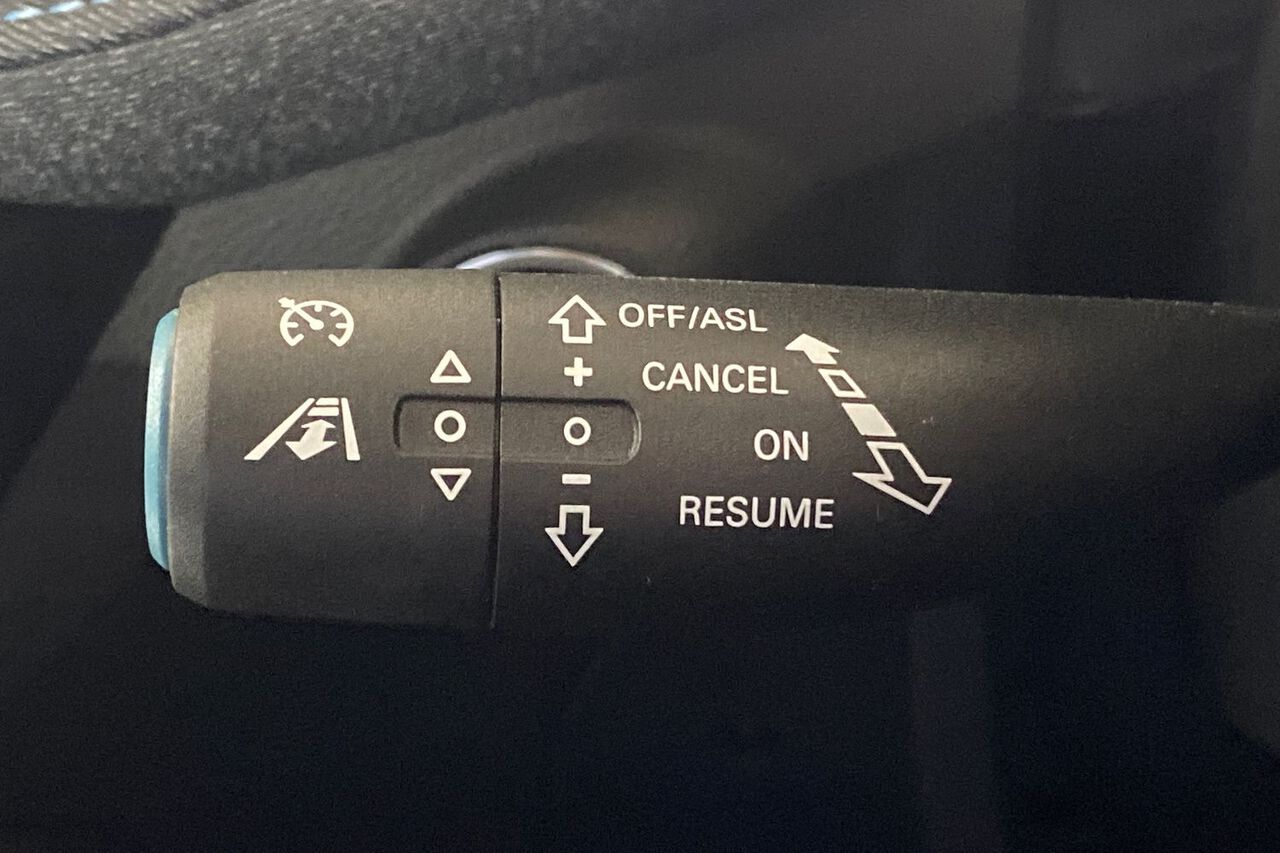 OFF/ASL
+
CANCEL
ON
−
RESUME